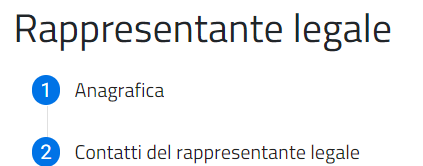 Rappresentante legale
1 Anagrafica
2 Contatti del rappresentante legale